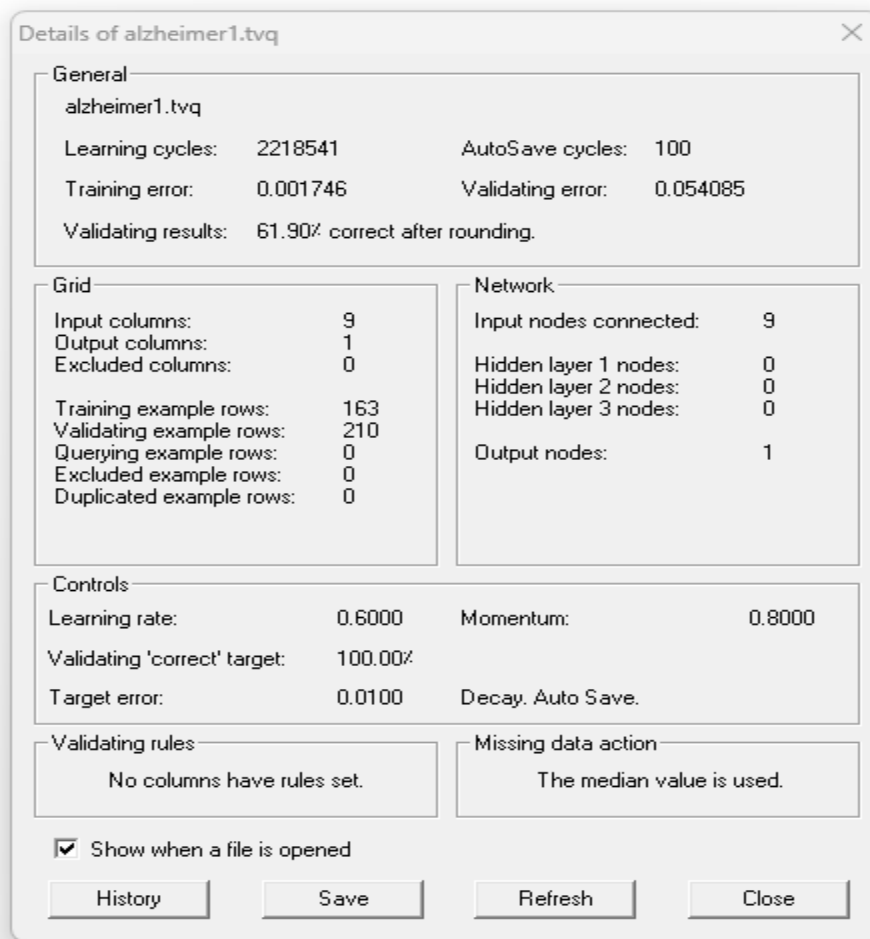 Details of alzheimer1.tvq
General
alzheimer1.tvq
Learning cycles: 2218541 AutoSave cycles: 100
Training error: 0.001746 Validating error: 0.054085
Validating results: 61.90% correct after rounding.
Grid
Input columns: 9
Output columns: 1
Excluded columns: 0
Training example rows: 163
Validating example rows: 210
Querying example rows: 0
Excluded example rows: 0
Duplicated example rows: 0
Network
Input nodes connected: 9
Hidden layer 1 nodes: 0
Hidden layer 2 nodes: 0
Hidden layer 3 nodes: 0
Output nodes: 1
Controls
Learning rate: 0.6000 Momentum: 0.8000
Validating 'correct' target: 100.00%
Target error: 0.0100 Decay. Auto Save.
Validating rules
No columns have rules set.
Missing data action
The median value is used.
Show when a file is opened
History Save Refresh Close